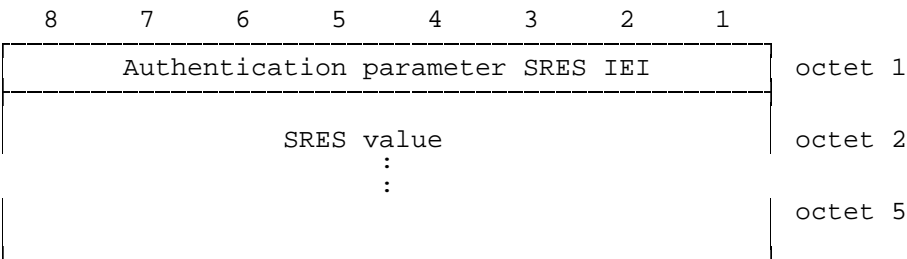 8 7 6 5 4 3 2 1
Authentication parameter SRES IEI octet 1
SRES value octet 2
:
:
octet 5